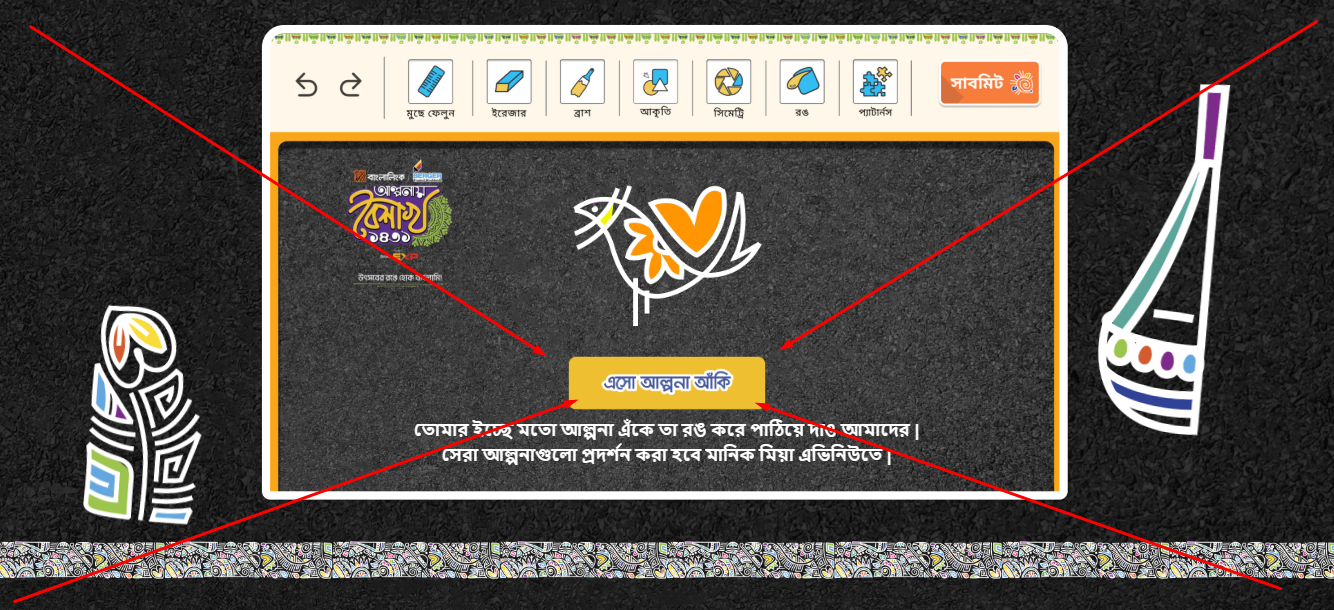 মুছে ফেলুন
ইরেজার
ব্রাশ
আকৃতি
সিমেট্রি
রঙ
প্যাটার্নস
সাবমিট
বাংলালিংক
BERGER
আল্পনায়
বৈশাখ
১৪৩১
উৎসবের রঙে হোক
এসো আল্পনা আঁকি
তোমার ইচ্ছে মতো আল্পনা এঁকে তা রঙ করে পাঠিয়ে দাও আমাদের |
সেরা আল্পনাগুলো প্রদর্শন করা হবে মানিক মিয়া এভিনিউতে |